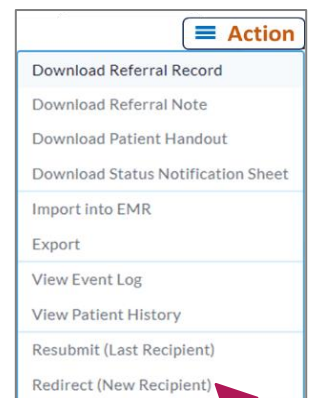 Action
Download Referral Record
Download Referral Note
Download Patient Handout
Download Status Notification Sheet
Import into EMR
Export
View Event Log
View Patient History
Resubmit (Last Recipient)
Redirect (New Recipient)